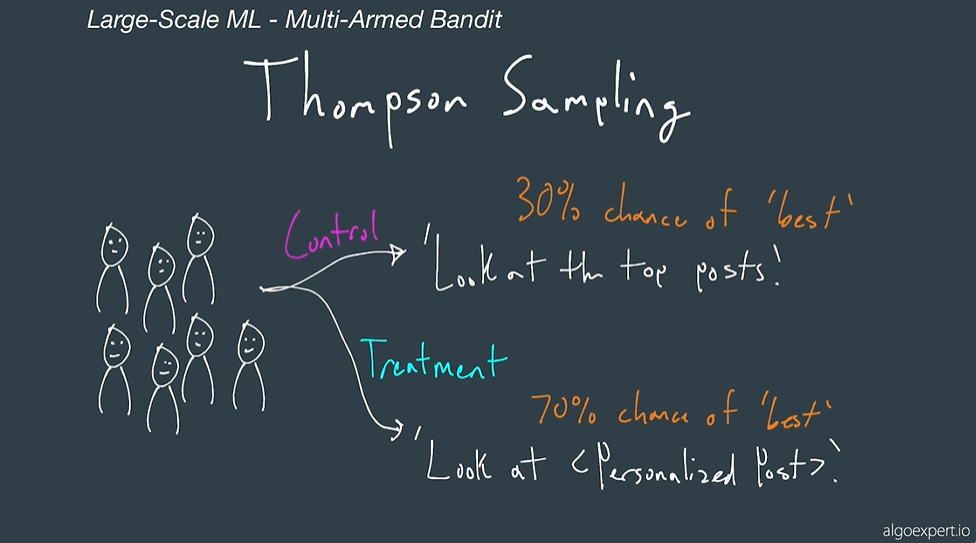 Large-Scale ML - Multi-Armed Bandit
Thompson Sampling
30% chance of 'best'
Control
'Look at the top posts!'
Treatment
70% chance of 'best'
'Look at <Personalized Post>!'
algoexpert.io